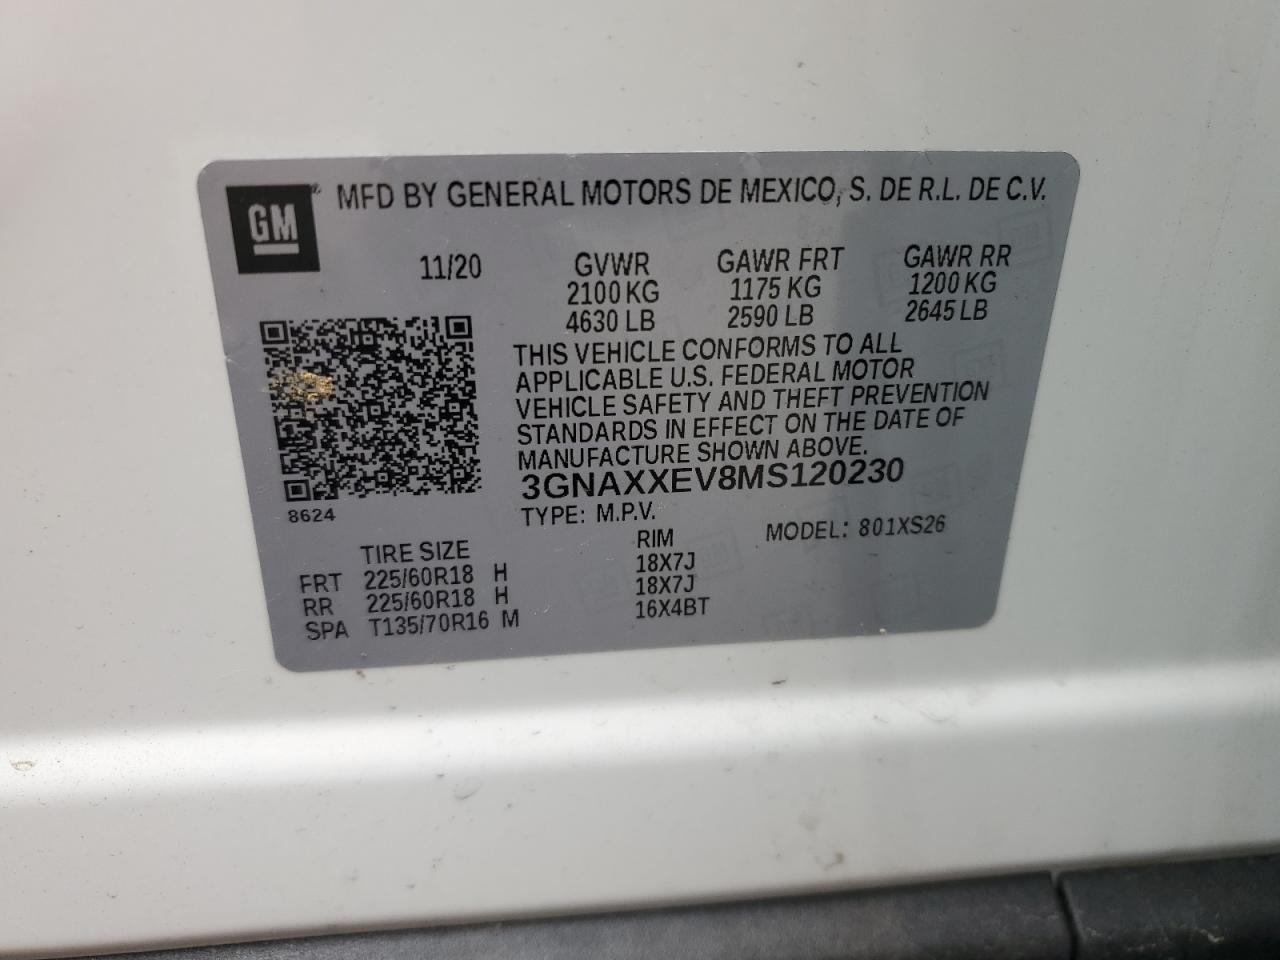 GM® MFD BY GENERAL MOTORS DE MEXICO, S. DE R.L. DE C.V.
11/20 GVWR GAWR FRT GAWR RR
2100 KG 1175 KG 1200 KG
4630 LB 2590 LB 2645 LB
THIS VEHICLE CONFORMS TO ALL
APPLICABLE U.S. FEDERAL MOTOR
VEHICLE SAFETY AND THEFT PREVENTION
STANDARDS IN EFFECT ON THE DATE OF
MANUFACTURE SHOWN ABOVE.
3GNAXXEV8MS120230
8624 TYPE: M.P.V.
MODEL: 801XS26
TIRE SIZE RIM
FRT 225/60R18 H 18X7J
RR 225/60R18 H 18X7J
SPA T135/70R16 M 16X4BT